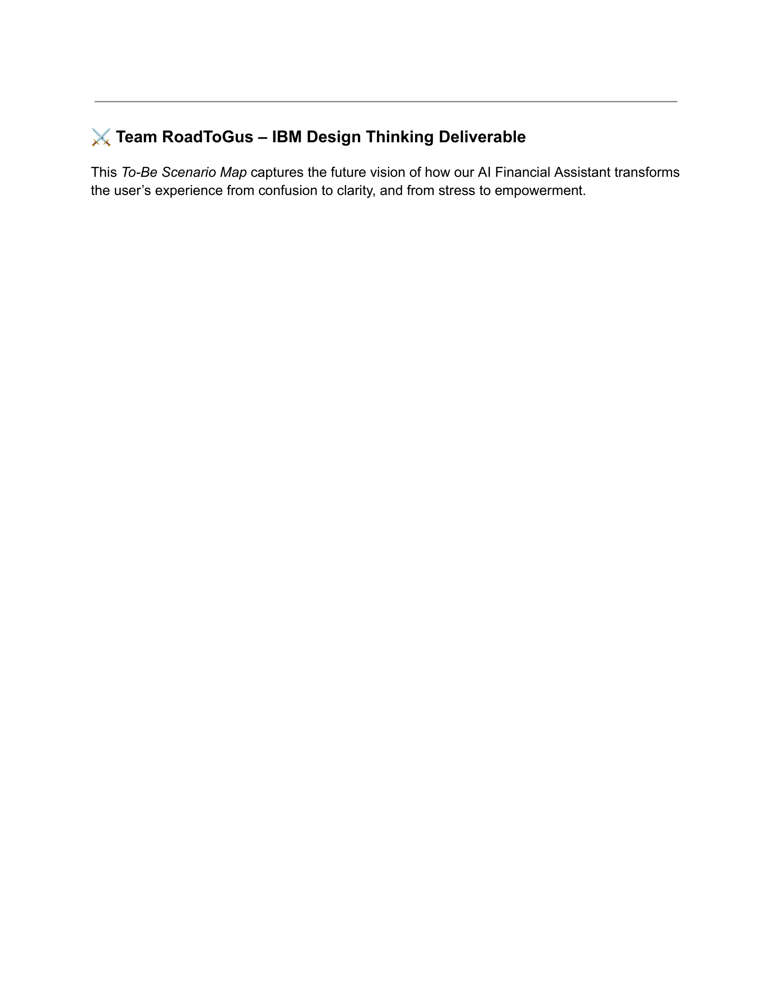 ⚔️ Team RoadToGus – IBM Design Thinking Deliverable
This To-Be Scenario Map captures the future vision of how our AI Financial Assistant transforms
the user’s experience from confusion to clarity, and from stress to empowerment.